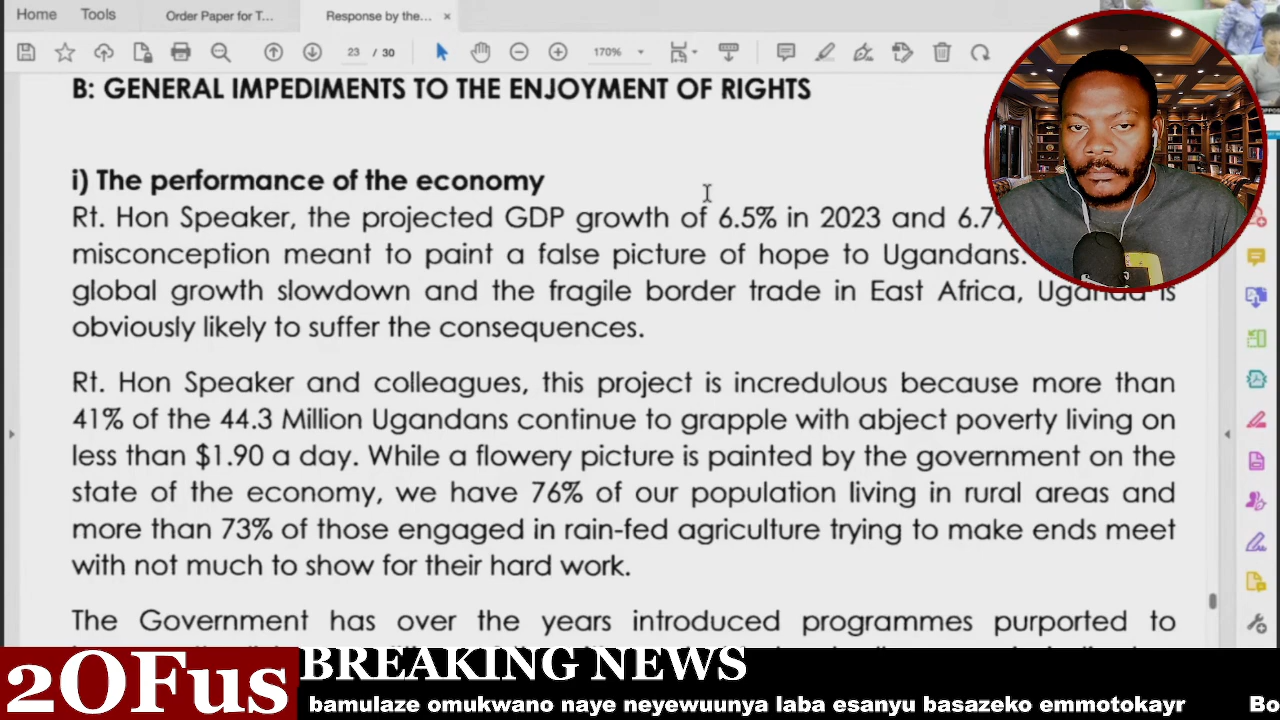 Home Tools Order Paper for T... Response by the... ×
23 / 30 170%
B: GENERAL IMPEDIMENTS TO THE ENJOYMENT OF RIGHTS
i) The performance of the economy
Rt. Hon Speaker, the projected GDP growth of 6.5% in 2023 and 6.7%
misconception meant to paint a false picture of hope to Ugandans.
global growth slowdown and the fragile border trade in East Africa, Uganda is
obviously likely to suffer the consequences.
Rt. Hon Speaker and colleagues, this project is incredulous because more than
41% of the 44.3 Million Ugandans continue to grapple with abject poverty living on
less than $1.90 a day. While a flowery picture is painted by the government on the
state of the economy, we have 76% of our population living in rural areas and
more than 73% of those engaged in rain-fed agriculture trying to make ends meet
with not much to show for their hard work.
The Government has over the years introduced programmes purported to
2OFus
BREAKING NEWS
bamulaze omukwano naye neyewuunya laba esanyu basazeko emmotokayr Bo